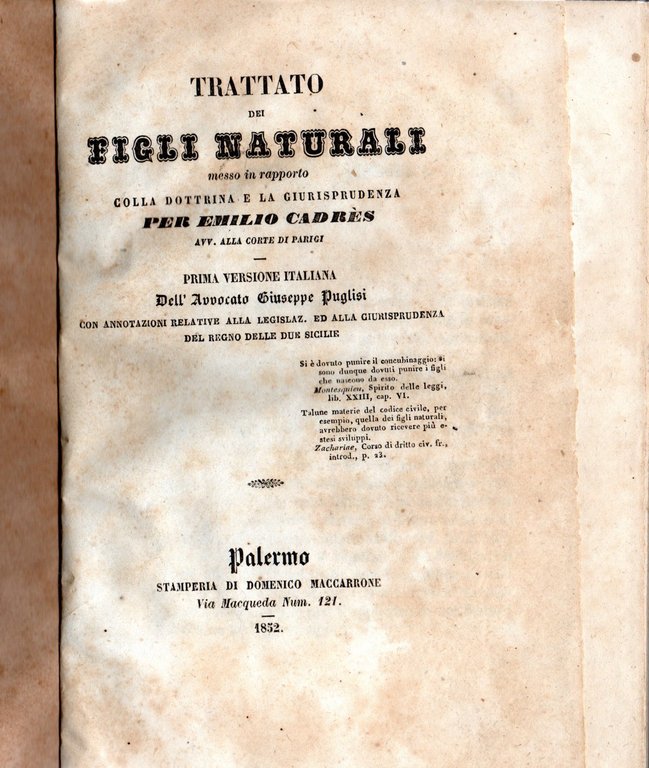 TRATTATO
DEI
FIGLI NATURALI
messo in rapporto
COLLA DOTTRINA E LA GIURISPRUDENZA
PER EMILIO CADRÈS
AVV. ALLA CORTE DI PARIGI
PRIMA VERSIONE ITALIANA
Dell' Avvocato Giuseppe Puglisi
CON ANNOTAZIONI RELATIVE ALLA LEGISLAZ. ED ALLA GIURISPRUDENZA
DEL REGNO DELLE DUE SICILIE
Si è dovuto punire il concubinaggio: si
sono dunque dovuti punire i figli
che nascono da esso.
Montesquieu, Spirito delle leggi,
lib. XXIII, cap. VI.
Talune materie del codice civile, per
esempio, quella dei figli naturali,
avrebbero dovuto ricevere più e-
stesi sviluppi.
Zachariae, Corso di dritto civ. fr.,
introd., p. 23.
Palermo
STAMPERIA DI DOMENICO MACCARRONE
Via Macqueda Num. 121.
1852.